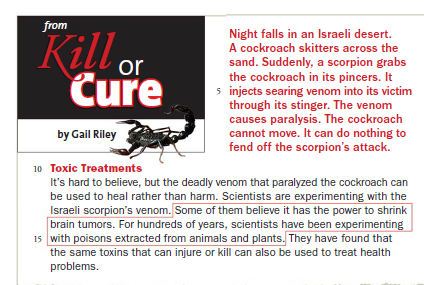 from
Kill or
Cure
by Gail Riley
Night falls in an Israeli desert.
A cockroach skitters across the
sand. Suddenly, a scorpion grabs
the cockroach in its pincers. It
5 injects searing venom into its victim
through its stinger. The venom
causes paralysis. The cockroach
cannot move. It can do nothing to
fend off the scorpion's attack.
10 Toxic Treatments
It's hard to believe, but the deadly venom that paralyzed the cockroach can
be used to heal rather than harm. Scientists are experimenting with the
Israeli scorpion's venom. Some of them believe it has the power to shrink
brain tumors. For hundreds of years, scientists have been experimenting
15 with poisons extracted from animals and plants. They have found that
the same toxins that can injure or kill can also be used to treat health
problems.